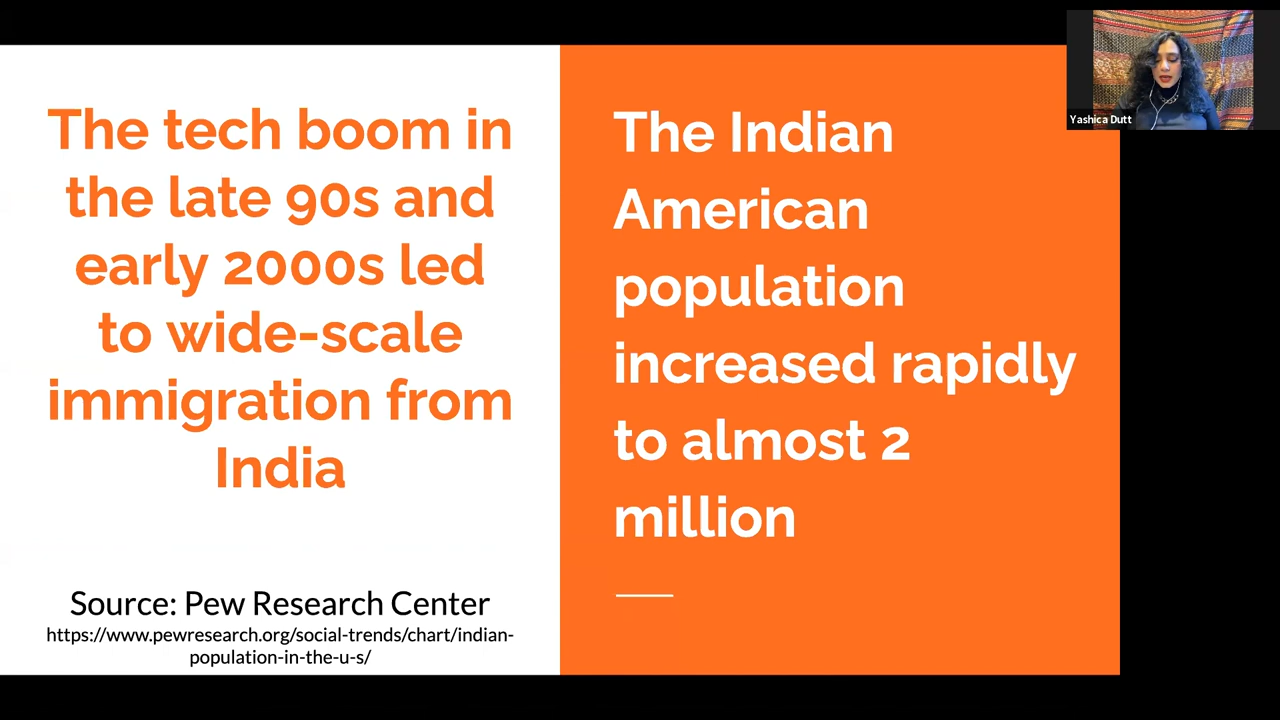 The tech boom in
the late 90s and
early 2000s led
to wide-scale
immigration from
India
Source: Pew Research Center
https://www.pewresearch.org/social-trends/chart/indian-
population-in-the-u-s/
The Indian
American
population
increased rapidly
to almost 2
million
Yashica Dutt